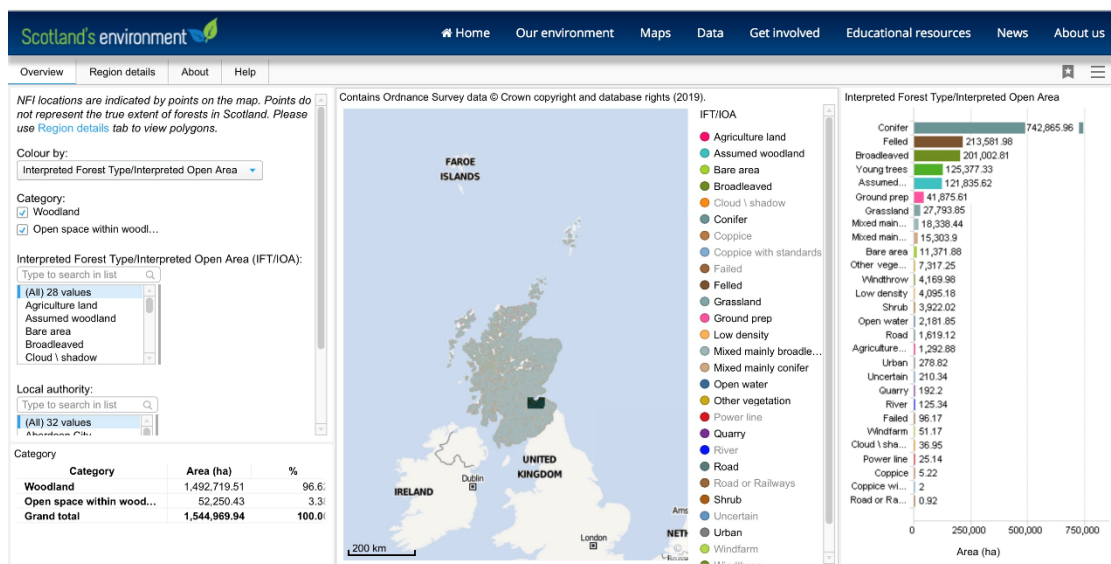 Scotland's environment
Home Our environment Maps Data Get involved Educational resources News About us
Overview Region details About Help
NFI locations are indicated by points on the map. Points do
not represent the true extent of forests in Scotland. Please
use Region details tab to view polygons.
Colour by:
Interpreted Forest Type/Interpreted Open Area
Category:
Woodland
Open space within woodl...
Interpreted Forest Type/Interpreted Open Area (IFT/IOA):
Type to search in list
(All) 28 values
Agriculture land
Assumed woodland
Bare area
Broadleaved
Cloud \ shadow
Local authority:
Type to search in list
(All) 32 values
Aberdeen City
Category
Category Area (ha) %
Woodland 1,492,719.51 96.6
Open space within wood... 52,250.43 3.3
Grand total 1,544,969.94 100.0
Contains Ordnance Survey data © Crown copyright and database rights (2019).
FAROE
ISLANDS
UNITED
KINGDOM
Dublin
IRELAND
London
Ams
NETH
200 km
IFT/IOA
Agriculture land
Assumed woodland
Bare area
Broadleaved
Cloud \ shadow
Conifer
Coppice
Coppice with standards
Failed
Felled
Grassland
Ground prep
Low density
Mixed mainly broadle...
Mixed mainly conifer
Open water
Other vegetation
Power line
Quarry
River
Road
Road or Railways
Shrub
Uncertain
Urban
Windfarm
Windthrow
Interpreted Forest Type/Interpreted Open Area
Conifer 742,865.96
Felled 213,581.98
Broadleaved 201,002.81
Young trees 125,377.33
Assumed... 121,835.62
Ground prep 41,875.61
Grassland 27,793.85
Mixed main... 18,338.44
Mixed main... 15,303.9
Bare area 11,371.88
Other vege... 7,317.25
Windthrow 4,169.98
Low density 4,095.18
Shrub 3,922.02
Open water 2,181.85
Road 1,619.12
Agriculture... 1,292.88
Urban 278.82
Uncertain 210.34
Quarry 192.2
River 125.34
Failed 96.17
Windfarm 51.17
Cloud \ sha... 36.95
Power line 25.14
Coppice 5.22
Coppice wi... 2
Road or Ra... 0.92
0 250,000 500,000 750,000
Area (ha)